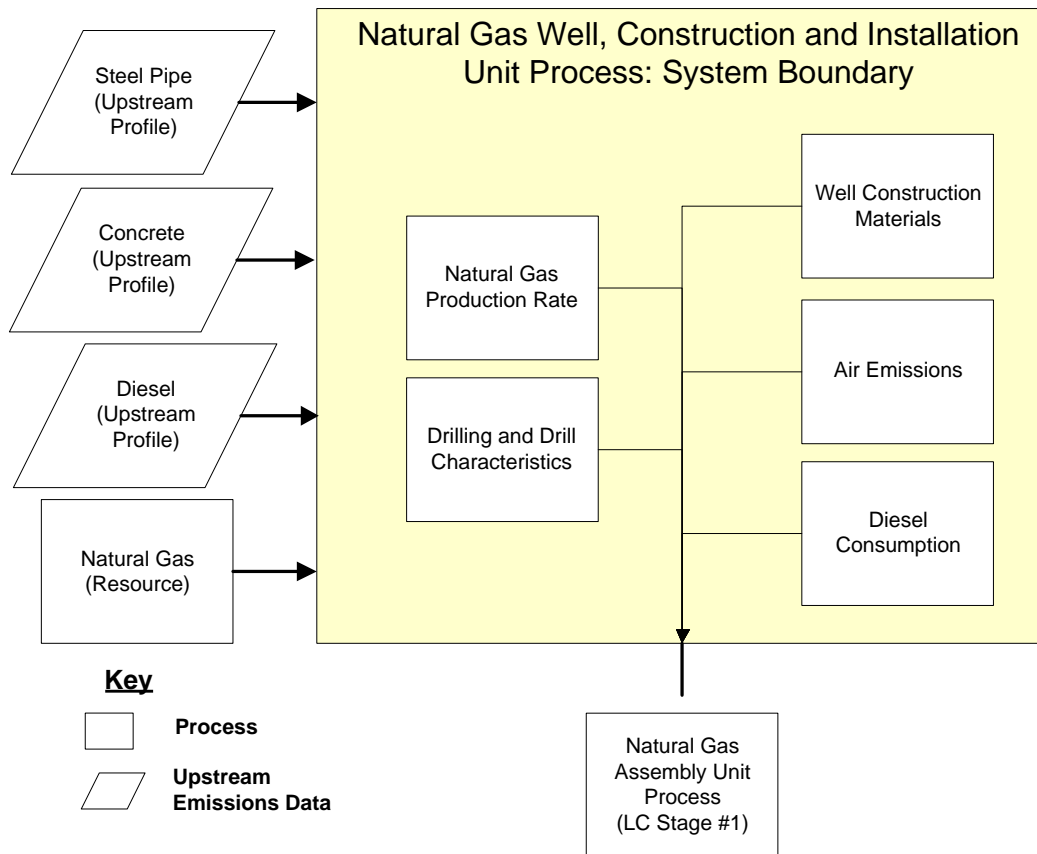 Natural Gas Well, Construction and Installation
Unit Process: System Boundary
Steel Pipe
(Upstream
Profile)
Concrete
(Upstream
Profile)
Diesel
(Upstream
Profile)
Natural Gas
(Resource)
Natural Gas
Production Rate
Drilling and Drill
Characteristics
Well Construction
Materials
Air Emissions
Diesel
Consumption
Key
Process
Upstream
Emissions Data
Natural Gas
Assembly Unit
Process
(LC Stage #1)